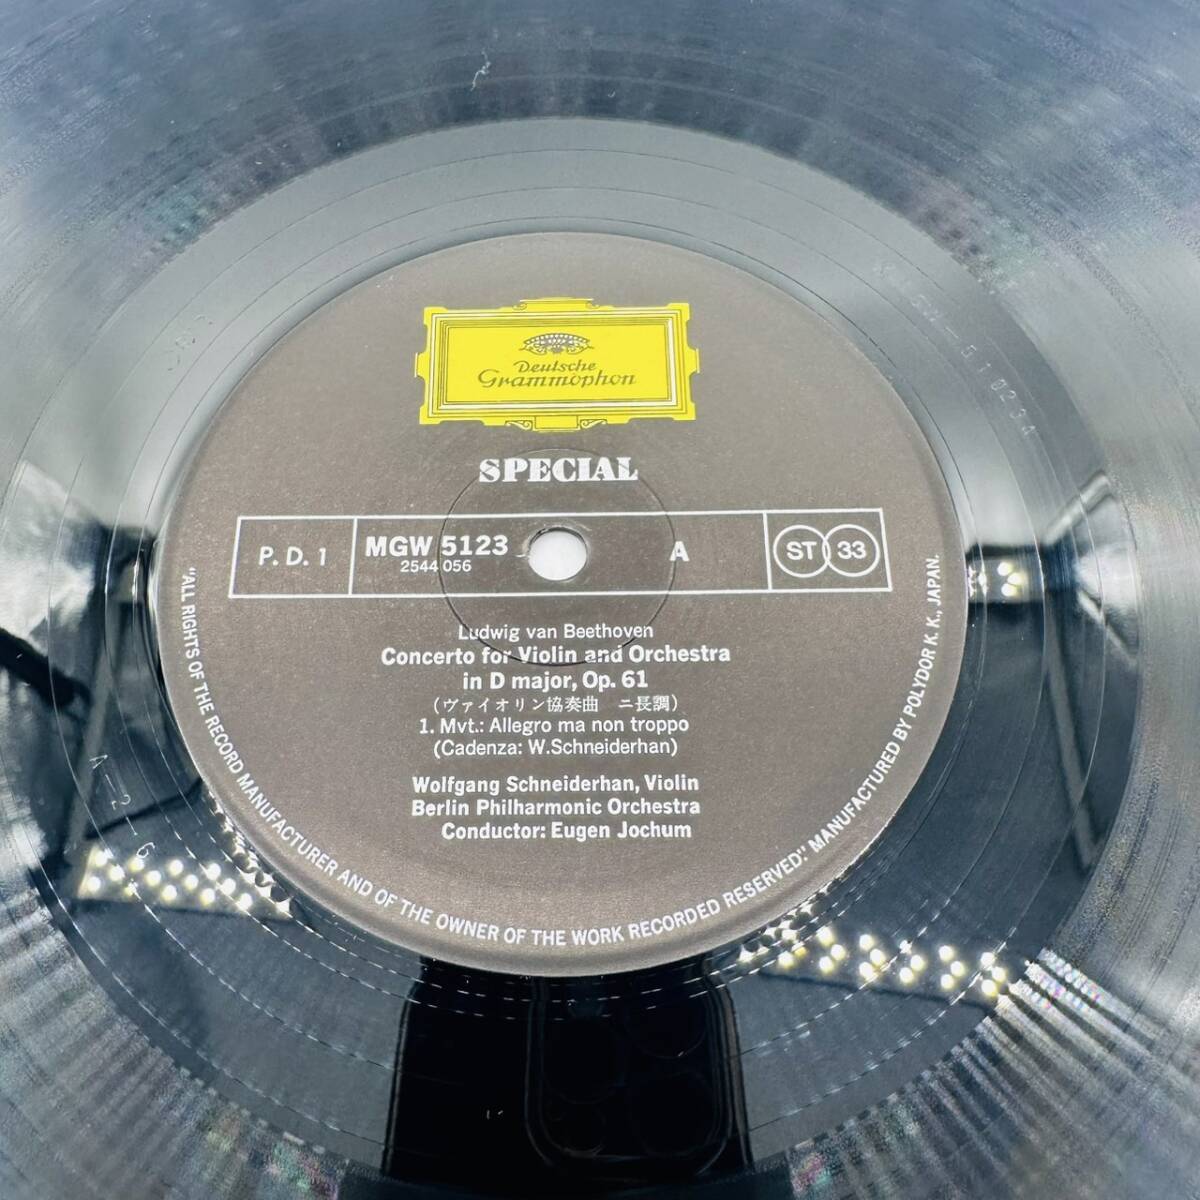 Deutsche
Grammophon
SPECIAL
P. D. 1
MGW 5123
2544 056
A
ST 33
Ludwig van Beethoven
Concerto for Violin and Orchestra
in D major, Op. 61
(ヴァイオリン協奏曲　ニ長調)
1. Mvt.: Allegro ma non troppo
(Cadenza: W.Schneiderhan)
Wolfgang Schneiderhan, Violin
Berlin Philharmonic Orchestra
Conductor: Eugen Jochum
"ALL RIGHTS OF THE RECORD MANUFACTURER AND OF THE OWNER OF THE WORK RECORDED RESERVED." MANUFACTURED BY POLYDOR K. K., JAPAN.